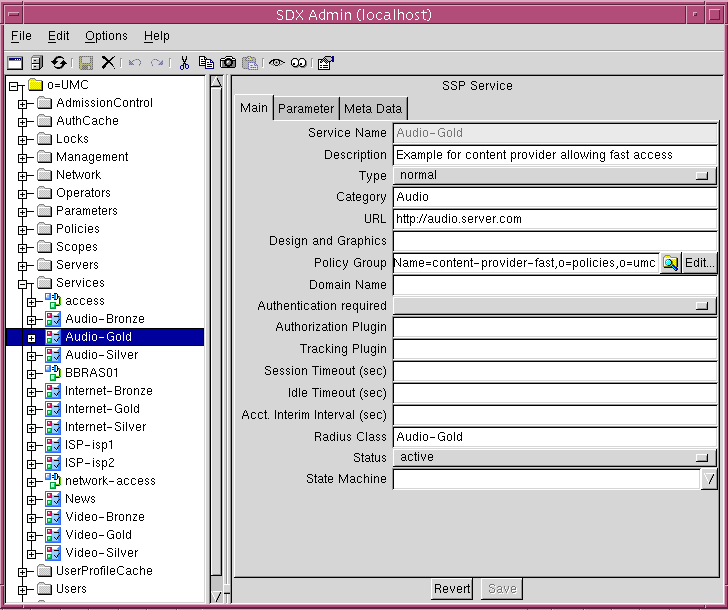 SDX Admin (localhost)
File Edit Options Help
o=UMC
AdmissionControl
AuthCache
Locks
Management
Network
Operators
Parameters
Policies
Scopes
Servers
Services
access
Audio-Bronze
Audio-Gold
Audio-Silver
BBRAS01
Internet-Bronze
Internet-Gold
Internet-Silver
ISP-isp1
ISP-isp2
network-access
News
Video-Bronze
Video-Gold
Video-Silver
UserProfileCache
Users
SSP Service
Main Parameter Meta Data
Service Name Audio-Gold
Description Example for content provider allowing fast access
Type normal
Category Audio
URL http://audio.server.com
Design and Graphics
Policy Group Name=content-provider-fast,o=policies,o=umc Edit...
Domain Name
Authentication required
Authorization Plugin
Tracking Plugin
Session Timeout (sec)
Idle Timeout (sec)
Acct. Interim Interval (sec)
Radius Class Audio-Gold
Status active
State Machine
Revert Save